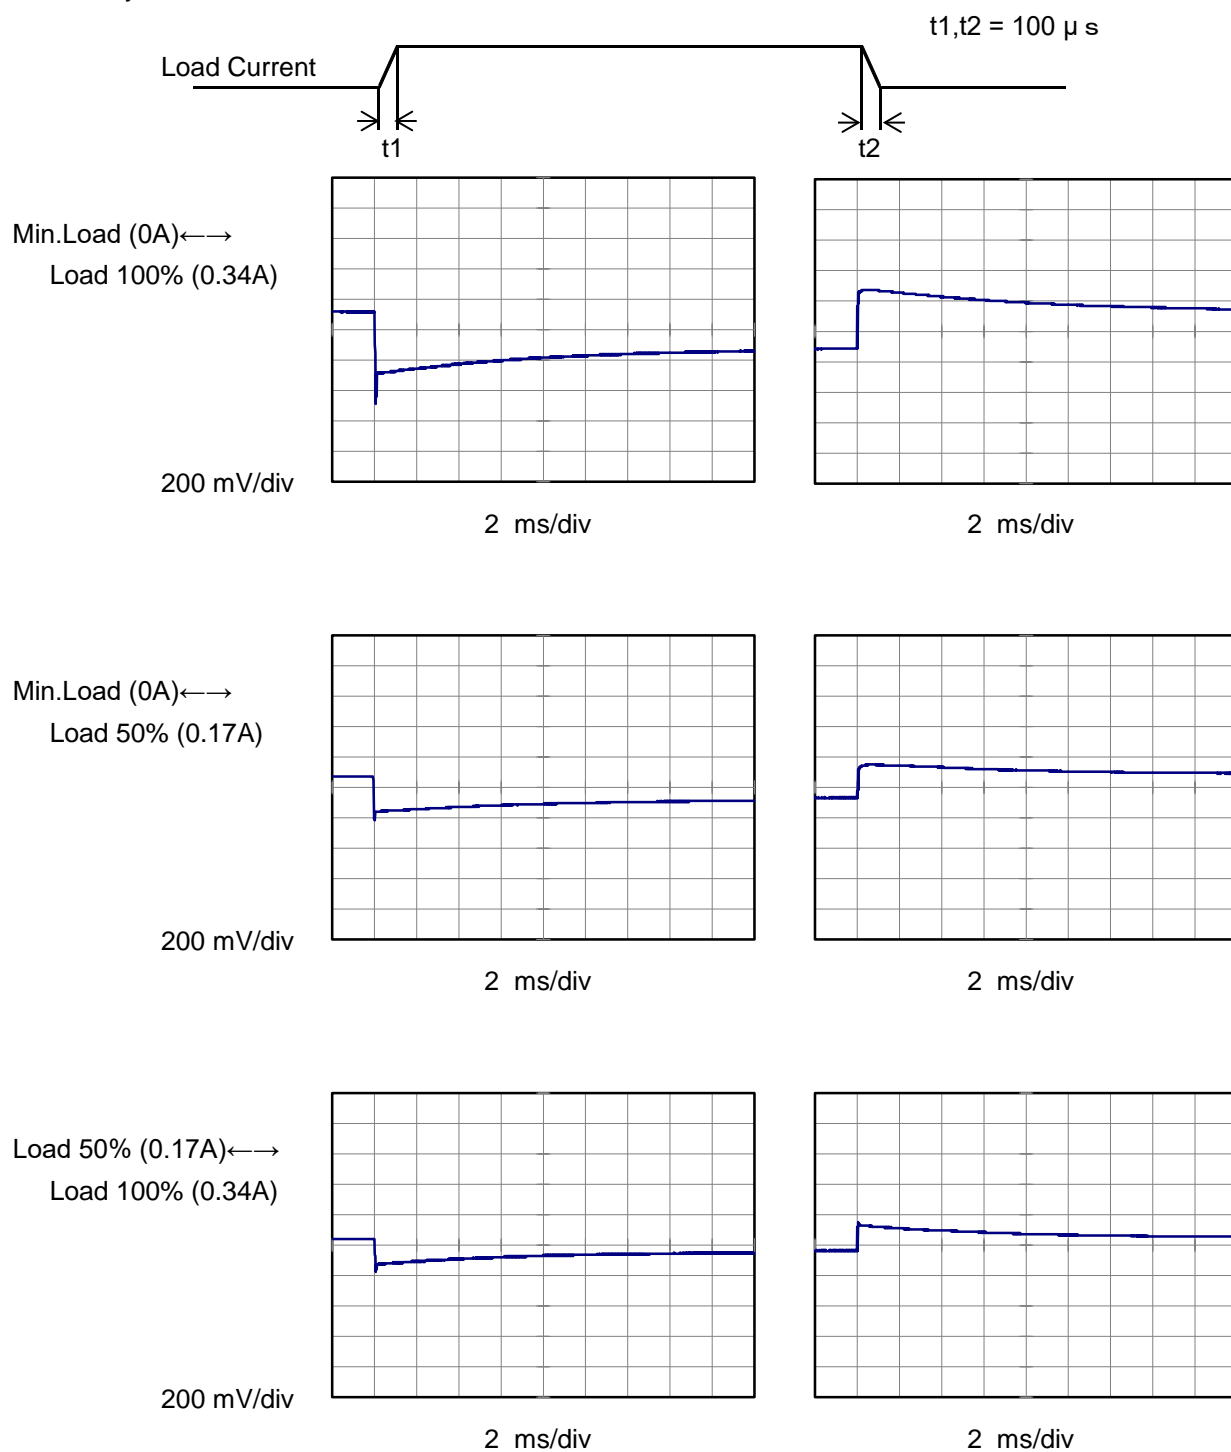 t1,t2 = 100 μ s
Load Current
t1
t2
Min.Load (0A)←→
Load 100% (0.34A)
200 mV/div
2 ms/div
2 ms/div
Min.Load (0A)←→
Load 50% (0.17A)
200 mV/div
2 ms/div
2 ms/div
Load 50% (0.17A)←→
Load 100% (0.34A)
200 mV/div
2 ms/div
2 ms/div